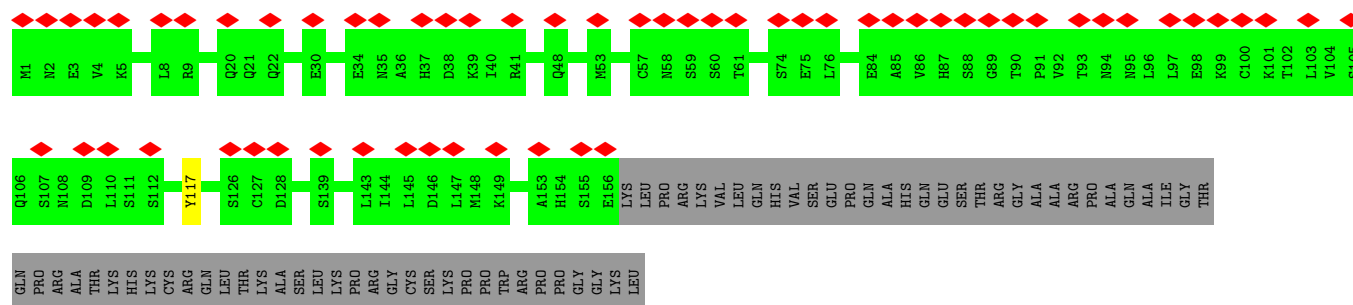 M1 N2 E3 V4 K5 L8 R9 Q20 Q21 Q22 E30 E34 N35 A36 H37 D38 K39 I40 R41 Q48 M53 C57 N58 S59 S60 T61 S74 E75 L76 E84 A85 V86 H87 S88 G89 T90 P91 V92 T93 N94 N95 L96 L97 E98 K99 C100 K101 T102 L103 V104 S105
Q106 S107 N108 D109 L110 S111 S112 Y117 S126 C127 D128 S139 L143 I144 L145 D146 L147 M148 K149 A153 H154 S155 E156 LYS LEU PRO ARG LYS VAL LEU GLN HIS VAL SER GLU PRO GLN ALA HIS GLN GLU SER THR ARG GLY ALA ALA ARG PRO ALA GLN ALA ILE GLY THR
GLN PRO ARG ALA THR LYS HIS LYS CYS ARG GLN LEU THR LYS ALA SER LEU LYS PRO ARG GLY CYS SER LYS PRO PRO TRP ARG PRO PRO GLY GLY LYS LEU